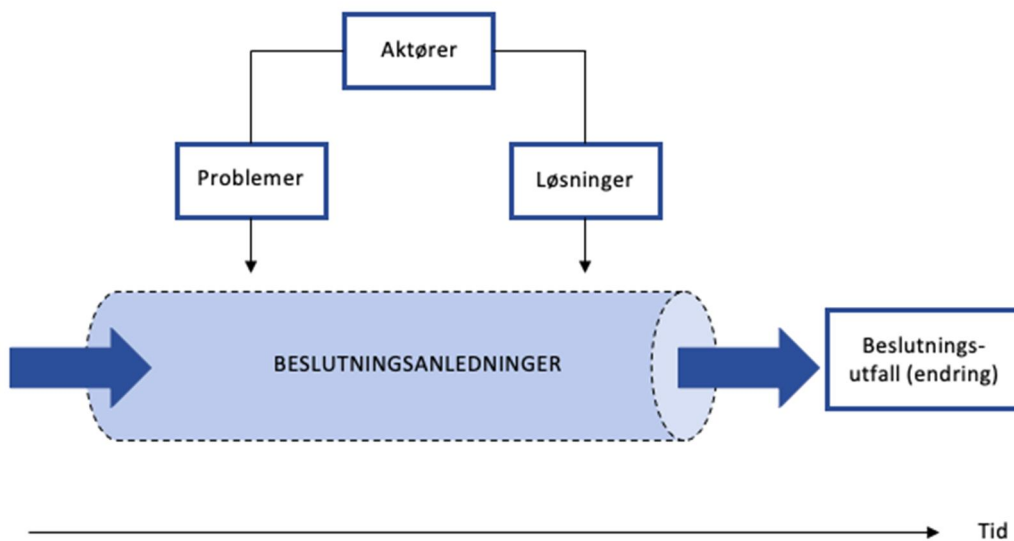 Aktører
Problemer
Løsninger
BESLUTNINGSANLEDNINGER
Beslutnings-
utfall (endring)
Tid